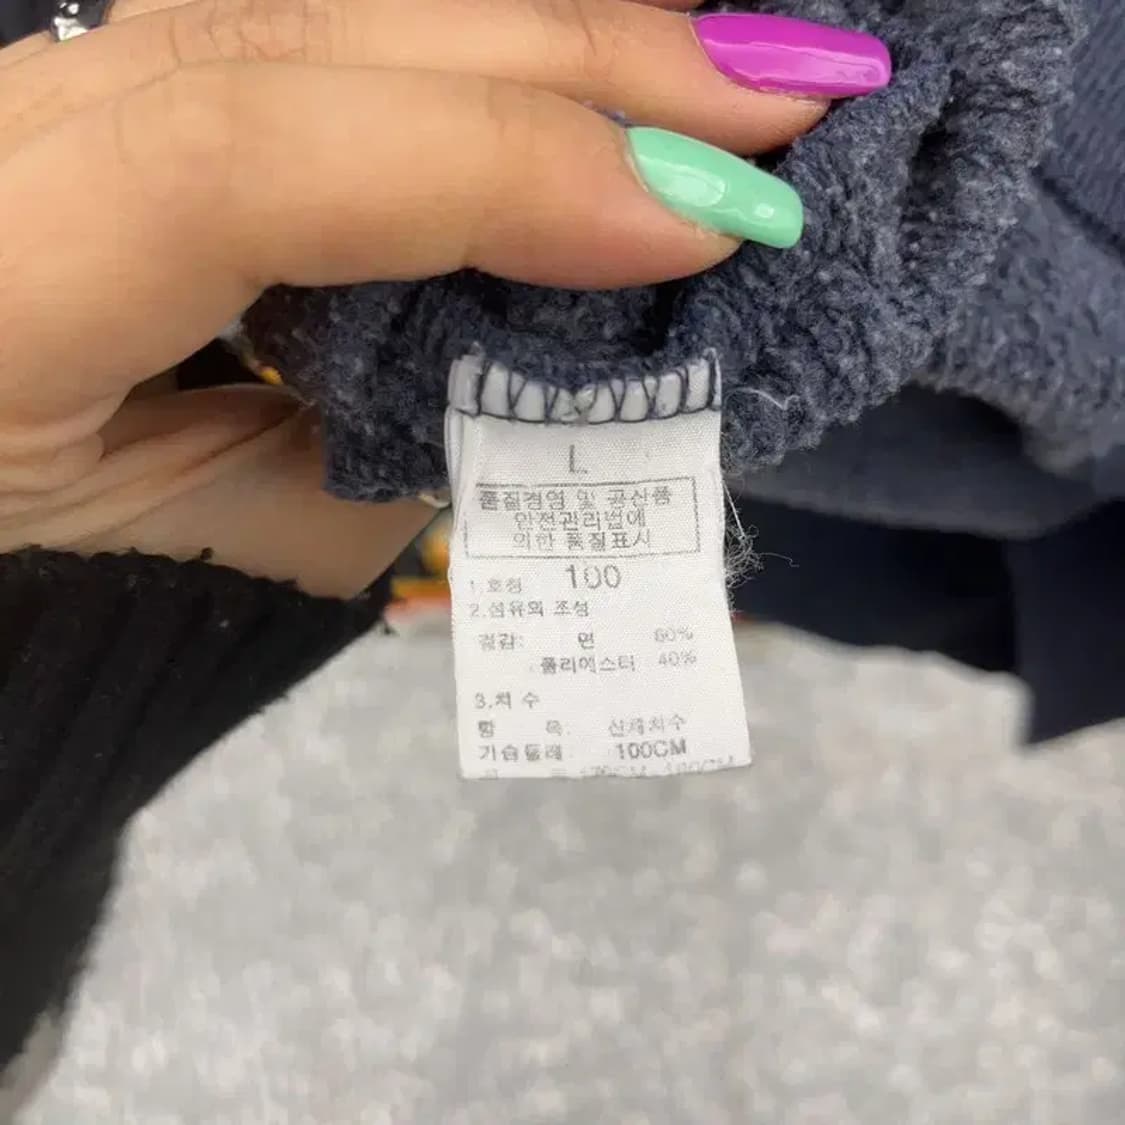 L
품질경영 및 공산품
안전관리법에
의한 품질표시
1.호칭 100
2.섬유의 조성
겉감: 면 60%
폴리에스터 40%
3.치수
항 목: 신체치수
가슴둘레: 100CM